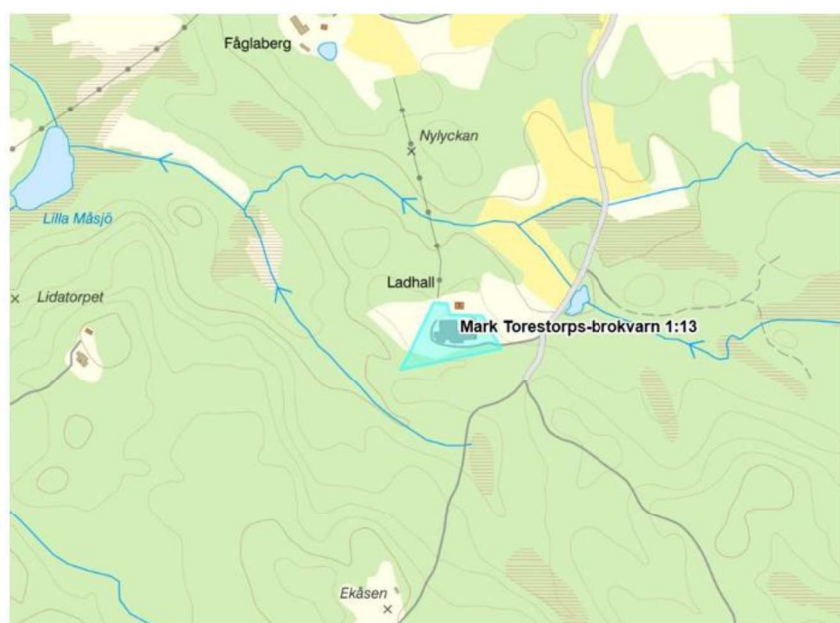 Fåglaberg
Nylyckan
Lilla Måsjö
Ladhall
Lidatorpet
Mark Torestorps-brokvarn 1:13
Ekåsen